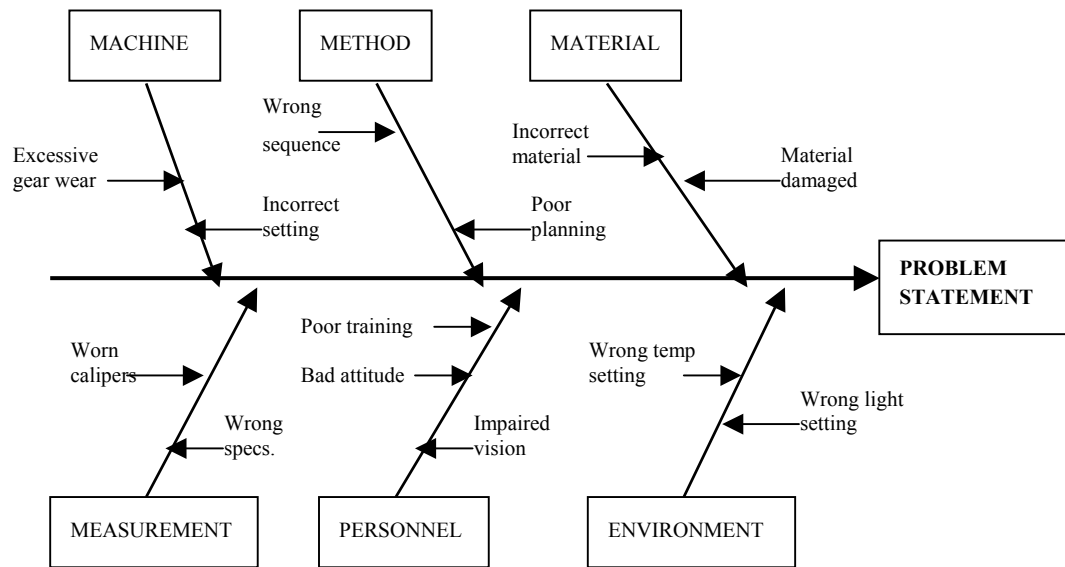 MACHINE
METHOD
MATERIAL
Wrong
sequence
Incorrect
material
Excessive
gear wear
Material
damaged
Incorrect
setting
Poor
planning
PROBLEM
STATEMENT
Poor training
Worn
calipers
Bad attitude
Wrong temp
setting
Wrong light
setting
Wrong
specs.
Impaired
vision
MEASUREMENT
PERSONNEL
ENVIRONMENT